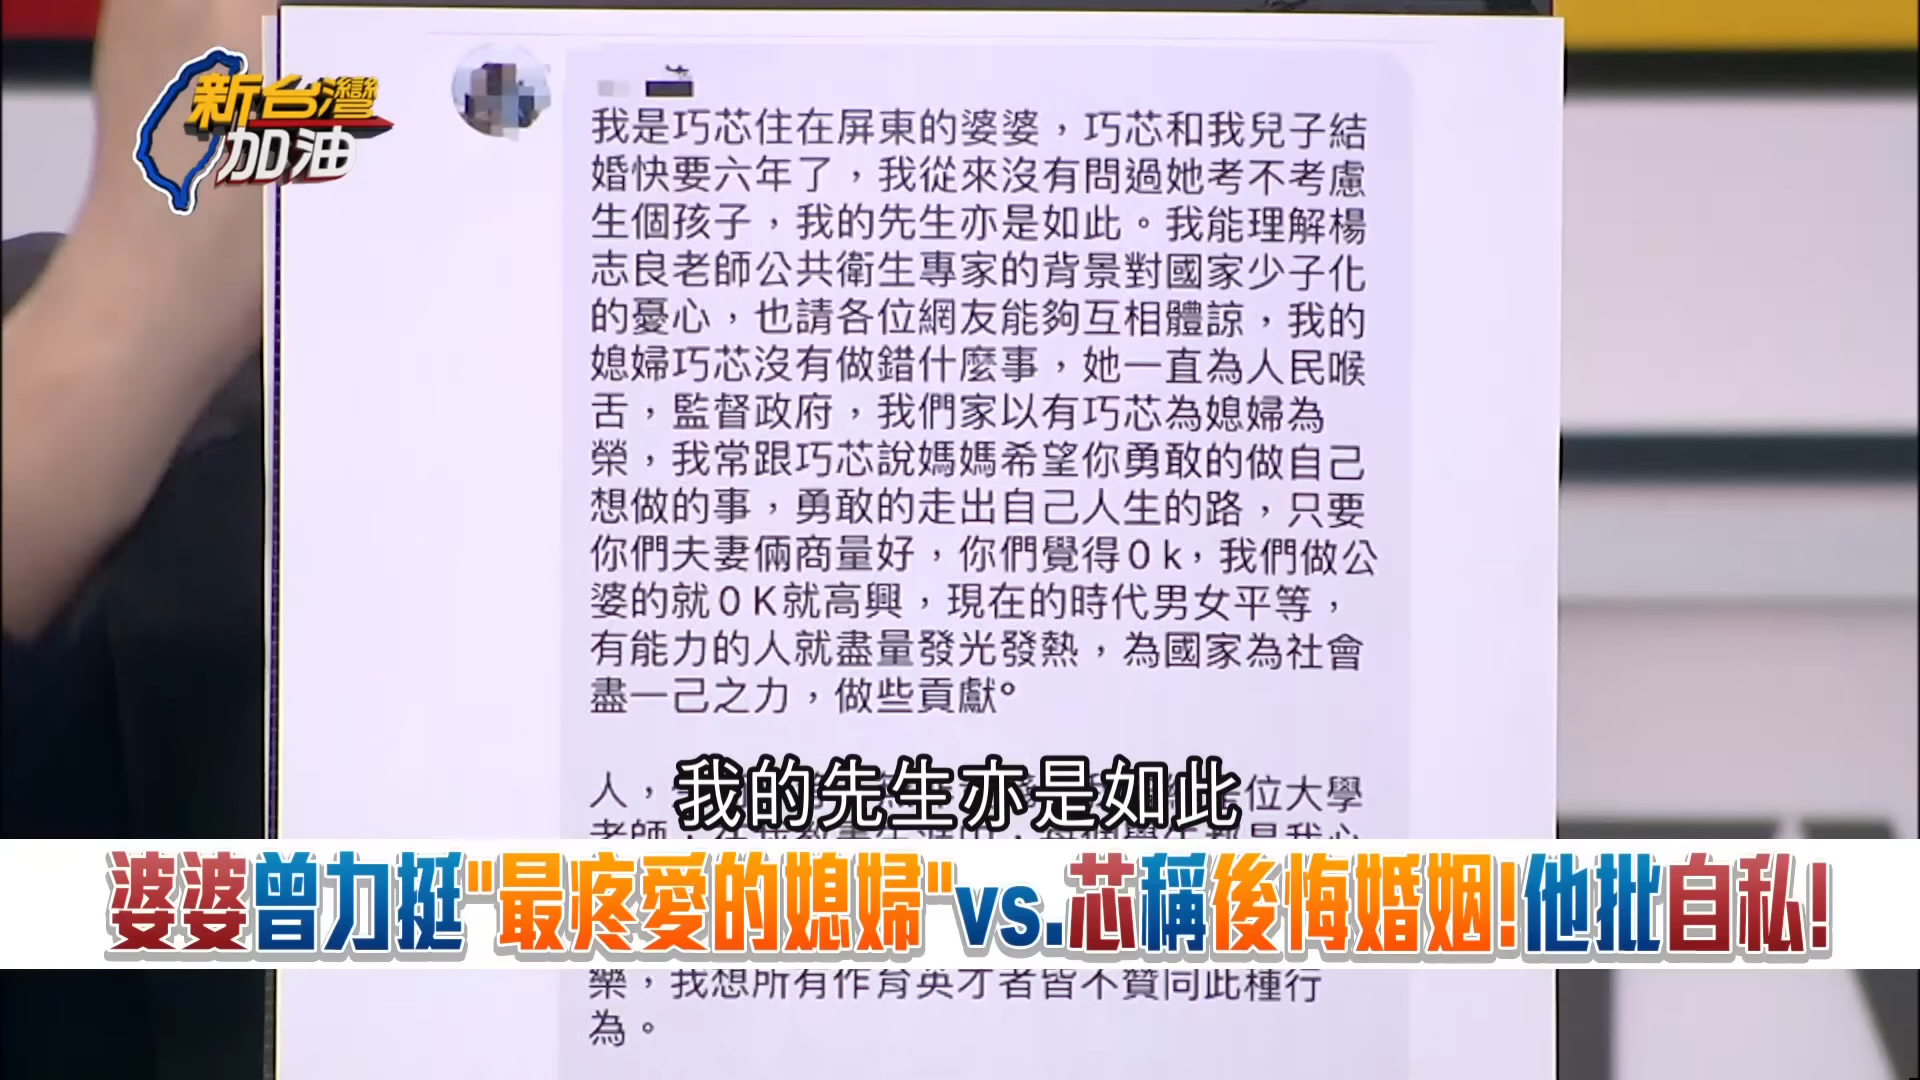 新台灣
加油
我是巧芯住在屏東的婆婆，巧芯和我兒子結
婚快要六年了，我從來沒有問過她考不考慮
生個孩子，我的先生亦是如此。我能理解楊
志良老師公共衛生專家的背景對國家少子化
的憂心，也請各位網友能夠互相體諒，我的
媳婦巧芯沒有做錯什麼事，她一直為人民喉
舌，監督政府，我們家以有巧芯為媳婦為
榮，我常跟巧芯說媽媽希望你勇敢的做自己
想做的事，勇敢的走出自己人生的路，只要
你們夫妻倆商量好，你們覺得Ok，我們做公
婆的就OK就高興，現在的時代男女平等，
有能力的人就盡量發光發熱，為國家為社會
盡一己之力，做些貢獻。
人，
位大學
我的先生亦是如此
婆婆曾力挺"最疼愛的媳婦"vs.芯稱後悔婚姻!他批自私!
樂，我想所有作育英才者皆不贊同此種行
為。